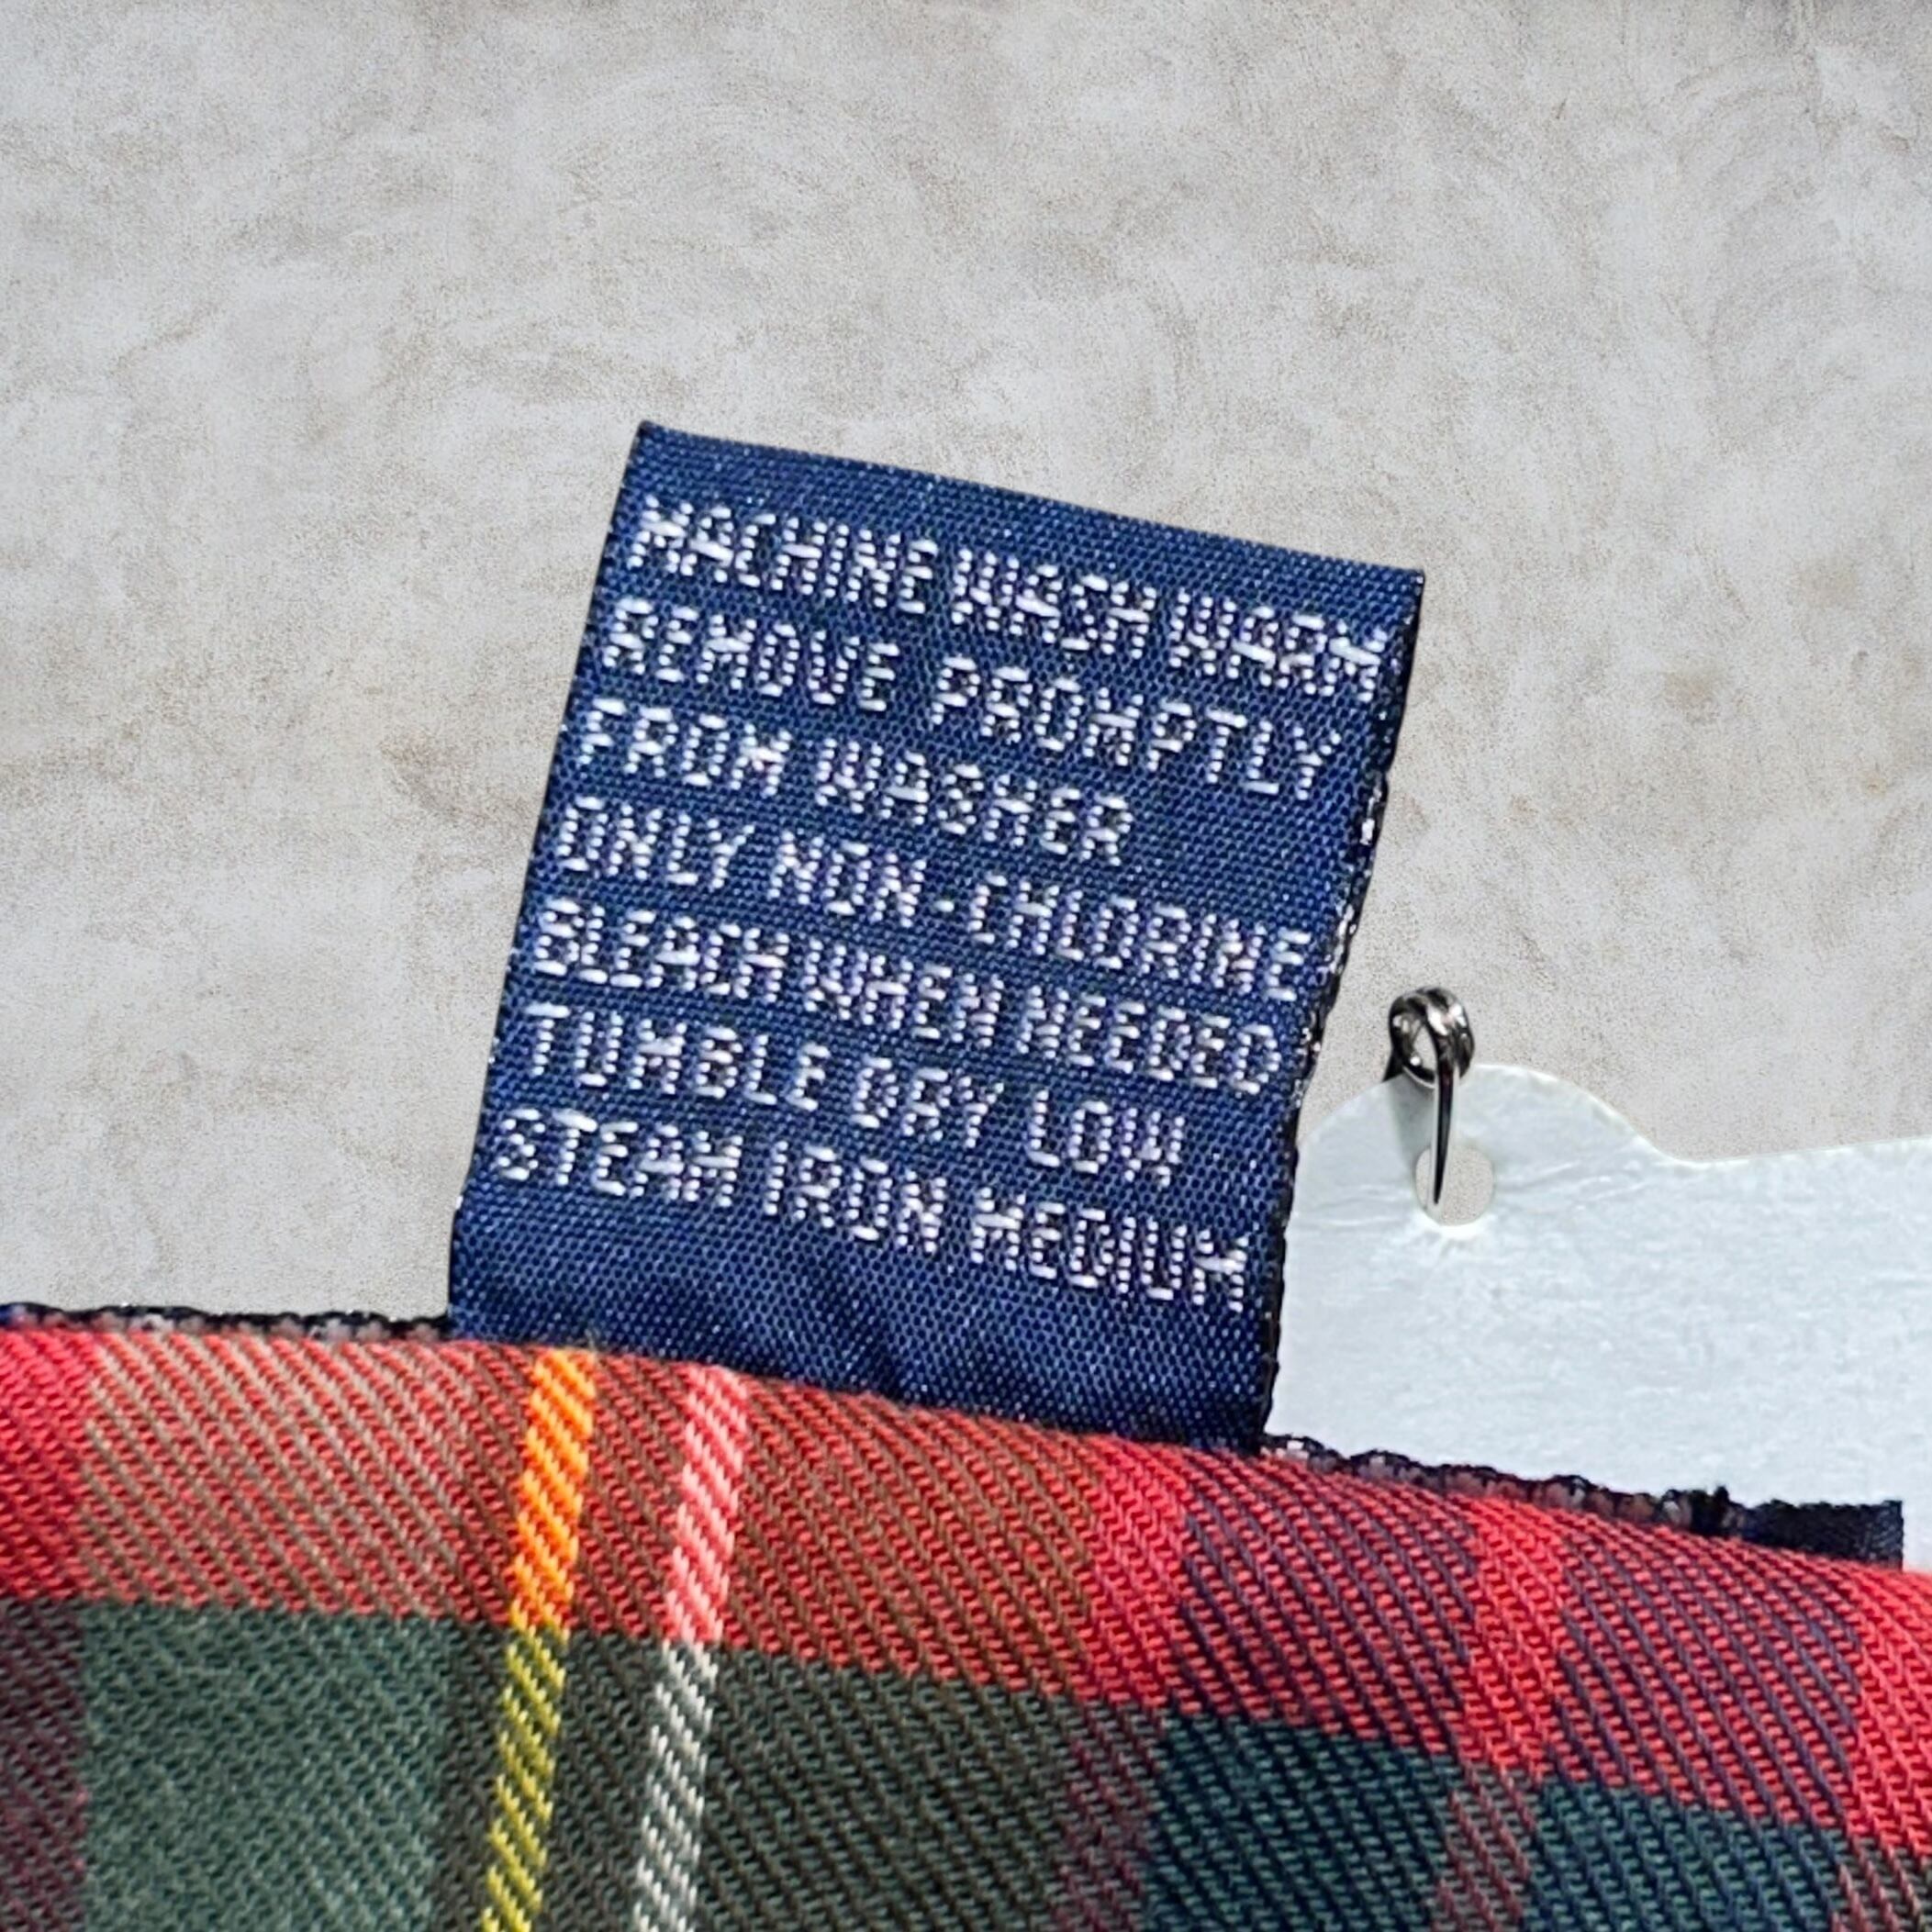 MACHINE WASH WARM
REMOVE PROMPTLY
FROM WASHER
ONLY NON-CHLORINE
BLEACH WHEN NEEDED
TUMBLE DRY LOW
STEAM IRON MEDIUM